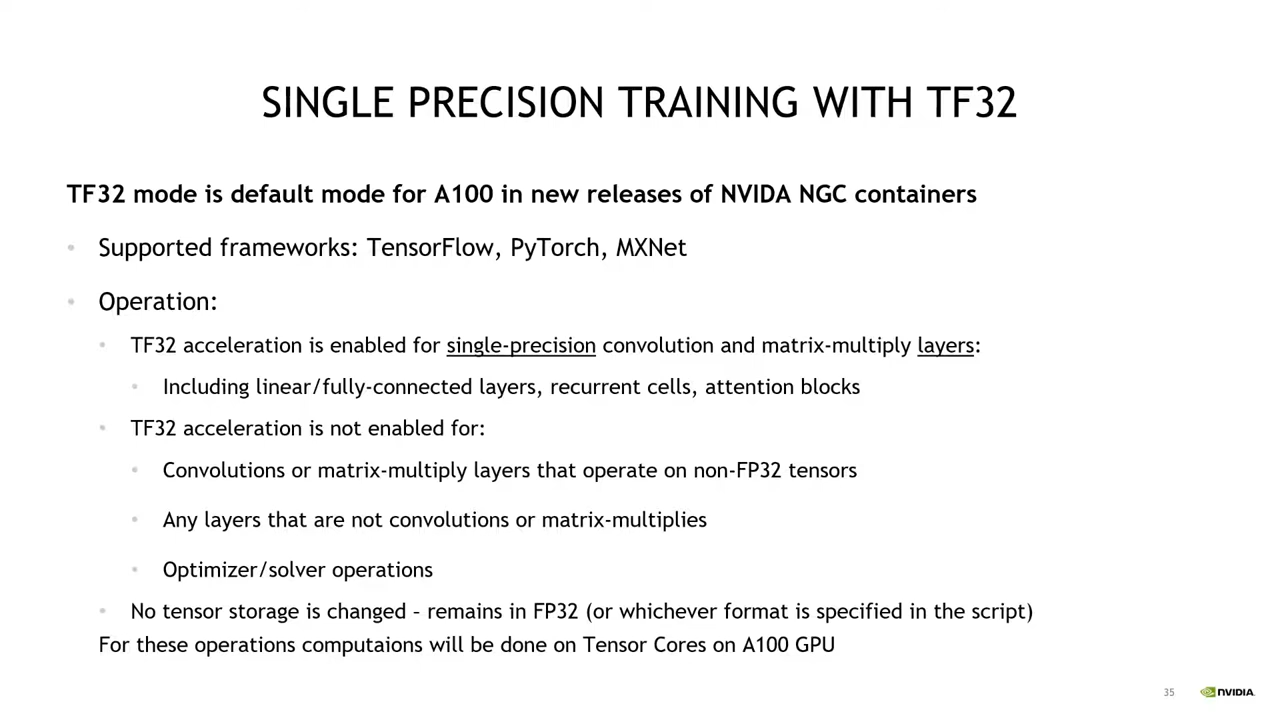 SINGLE PRECISION TRAINING WITH TF32
TF32 mode is default mode for A100 in new releases of NVIDA NGC containers
• Supported frameworks: TensorFlow, PyTorch, MXNet
• Operation:
• TF32 acceleration is enabled for single-precision convolution and matrix-multiply layers:
• Including linear/fully-connected layers, recurrent cells, attention blocks
• TF32 acceleration is not enabled for:
• Convolutions or matrix-multiply layers that operate on non-FP32 tensors
• Any layers that are not convolutions or matrix-multiplies
• Optimizer/solver operations
• No tensor storage is changed – remains in FP32 (or whichever format is specified in the script)
For these operations computaions will be done on Tensor Cores on A100 GPU
35 NVIDIA.